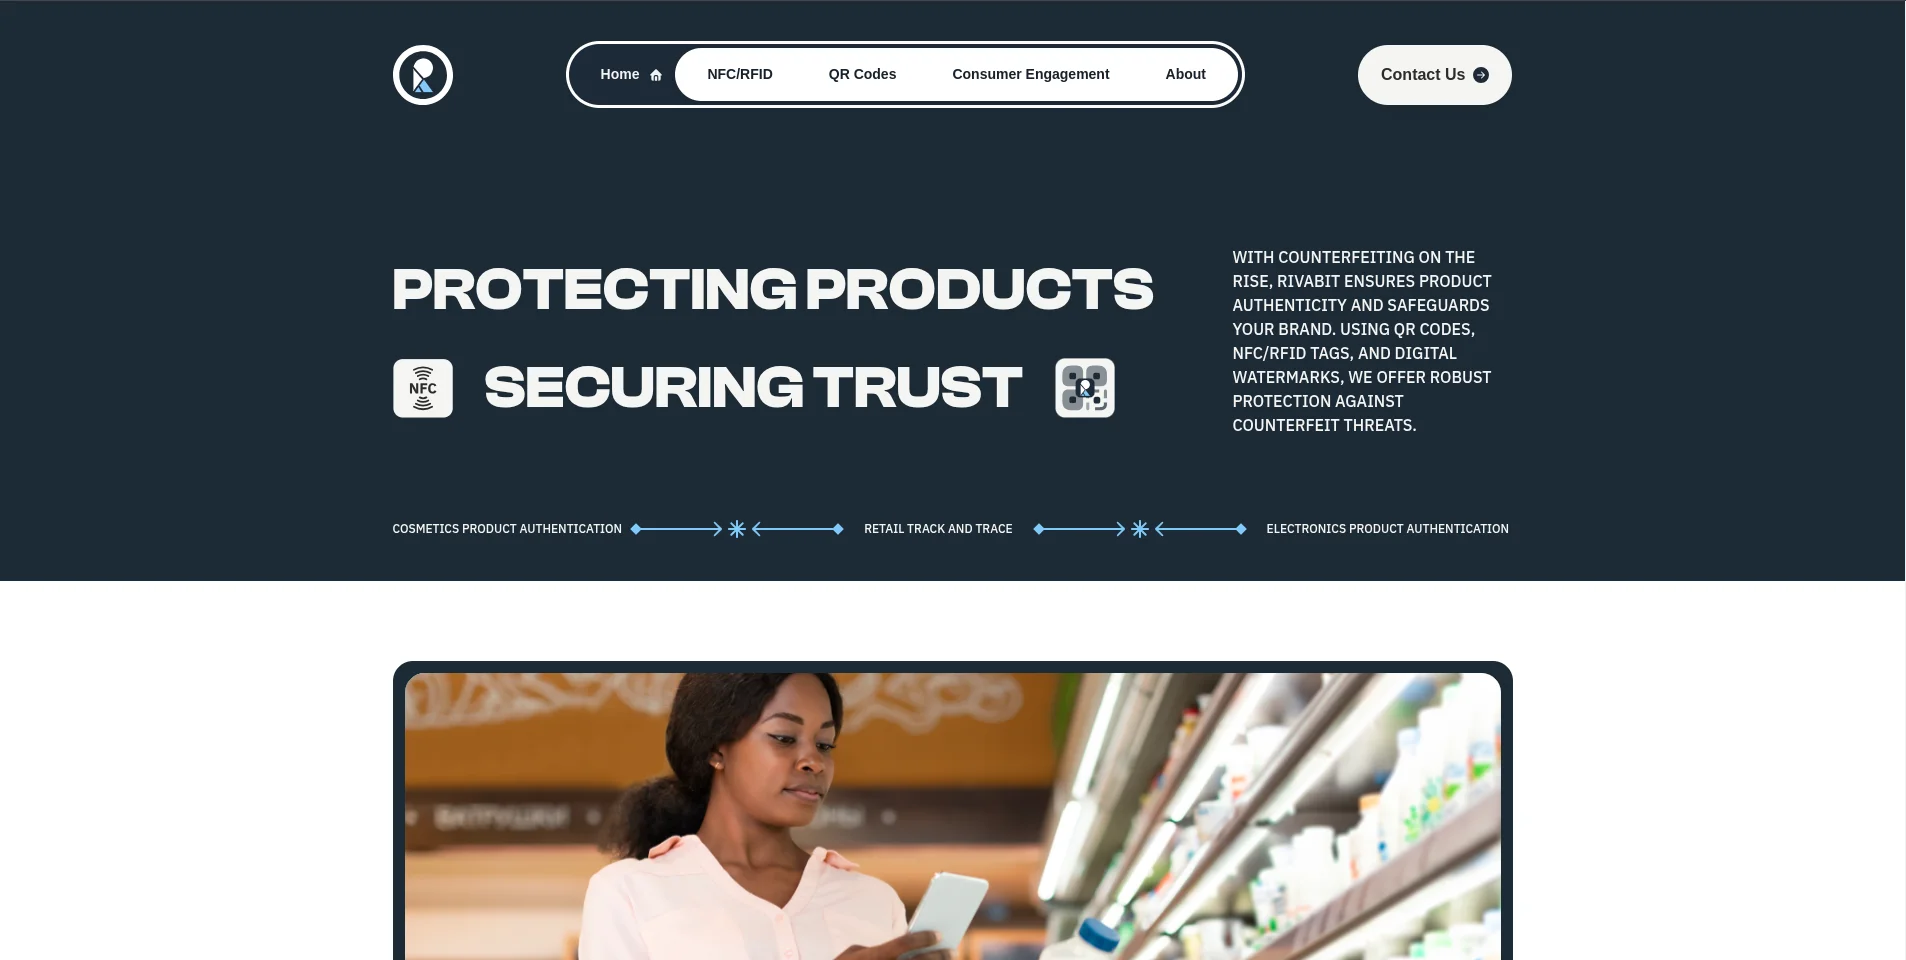 Home
NFC/RFID
QR Codes
Consumer Engagement
About
Contact Us
PROTECTING PRODUCTS
NFC
SECURING TRUST
WITH COUNTERFEITING ON THE
RISE, RIVABIT ENSURES PRODUCT
AUTHENTICITY AND SAFEGUARDS
YOUR BRAND. USING QR CODES,
NFC/RFID TAGS, AND DIGITAL
WATERMARKS, WE OFFER ROBUST
PROTECTION AGAINST
COUNTERFEIT THREATS.
COSMETICS PRODUCT AUTHENTICATION
RETAIL TRACK AND TRACE
ELECTRONICS PRODUCT AUTHENTICATION